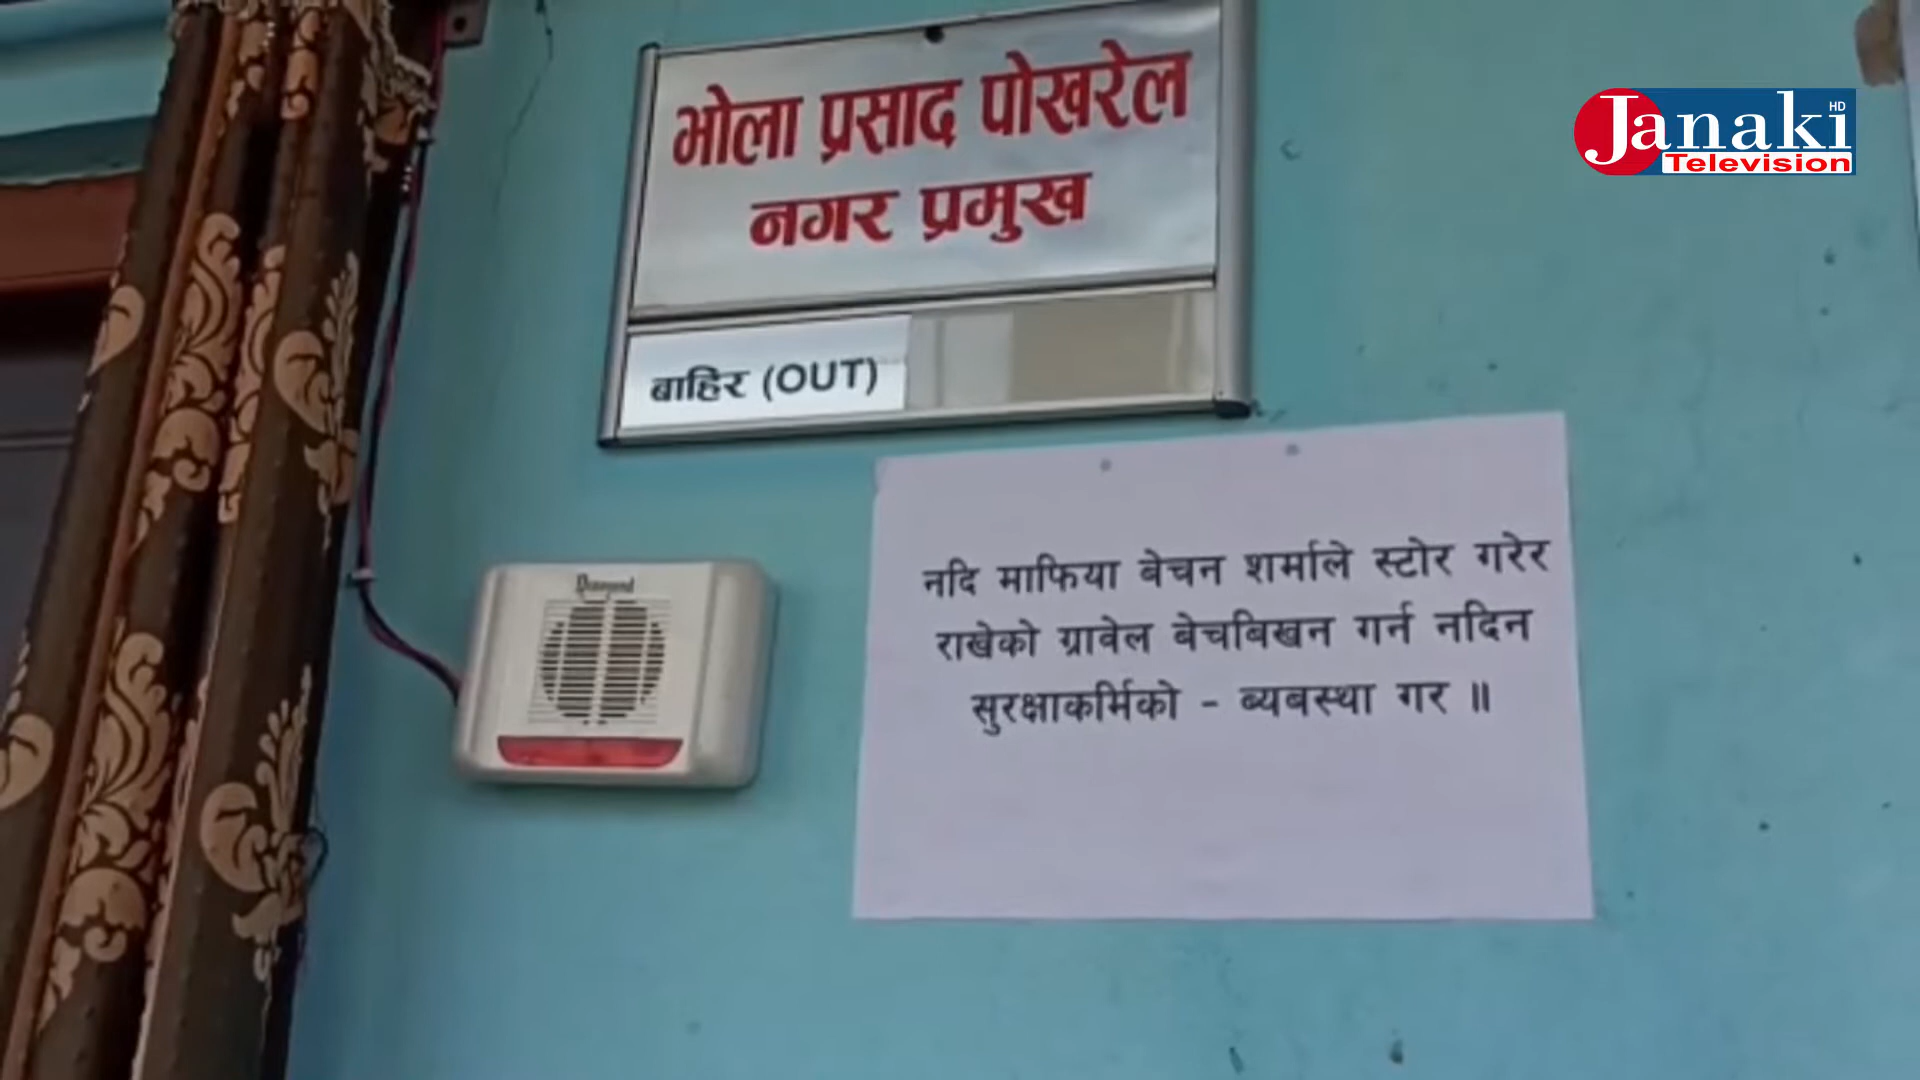 भोला प्रसाद पोखरेल
नगर प्रमुख
Janaki HD
Television
बाहिर (OUT)
नदि माफिया बेचन शर्माले स्टोर गरेर
राखेको ग्रावेल बेचबिखन गर्न नदिन
सुरक्षाकर्मिको - ब्यबस्था गर ॥